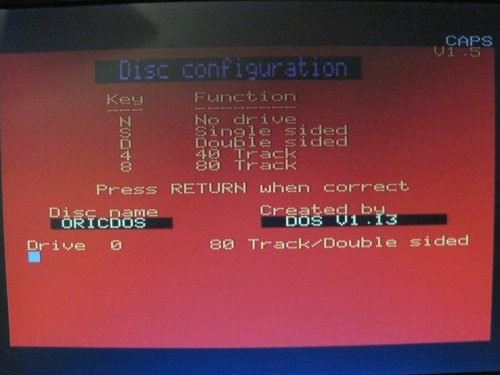 CAPS
V1.5
Disc configuration
Key Function
--- --------
N No drive
S Single sided
D Double sided
4 40 Track
8 80 Track
Press RETURN when correct
Disc name Created by
ORICDOS DOS V1.13
Drive 0 80 Track/Double sided